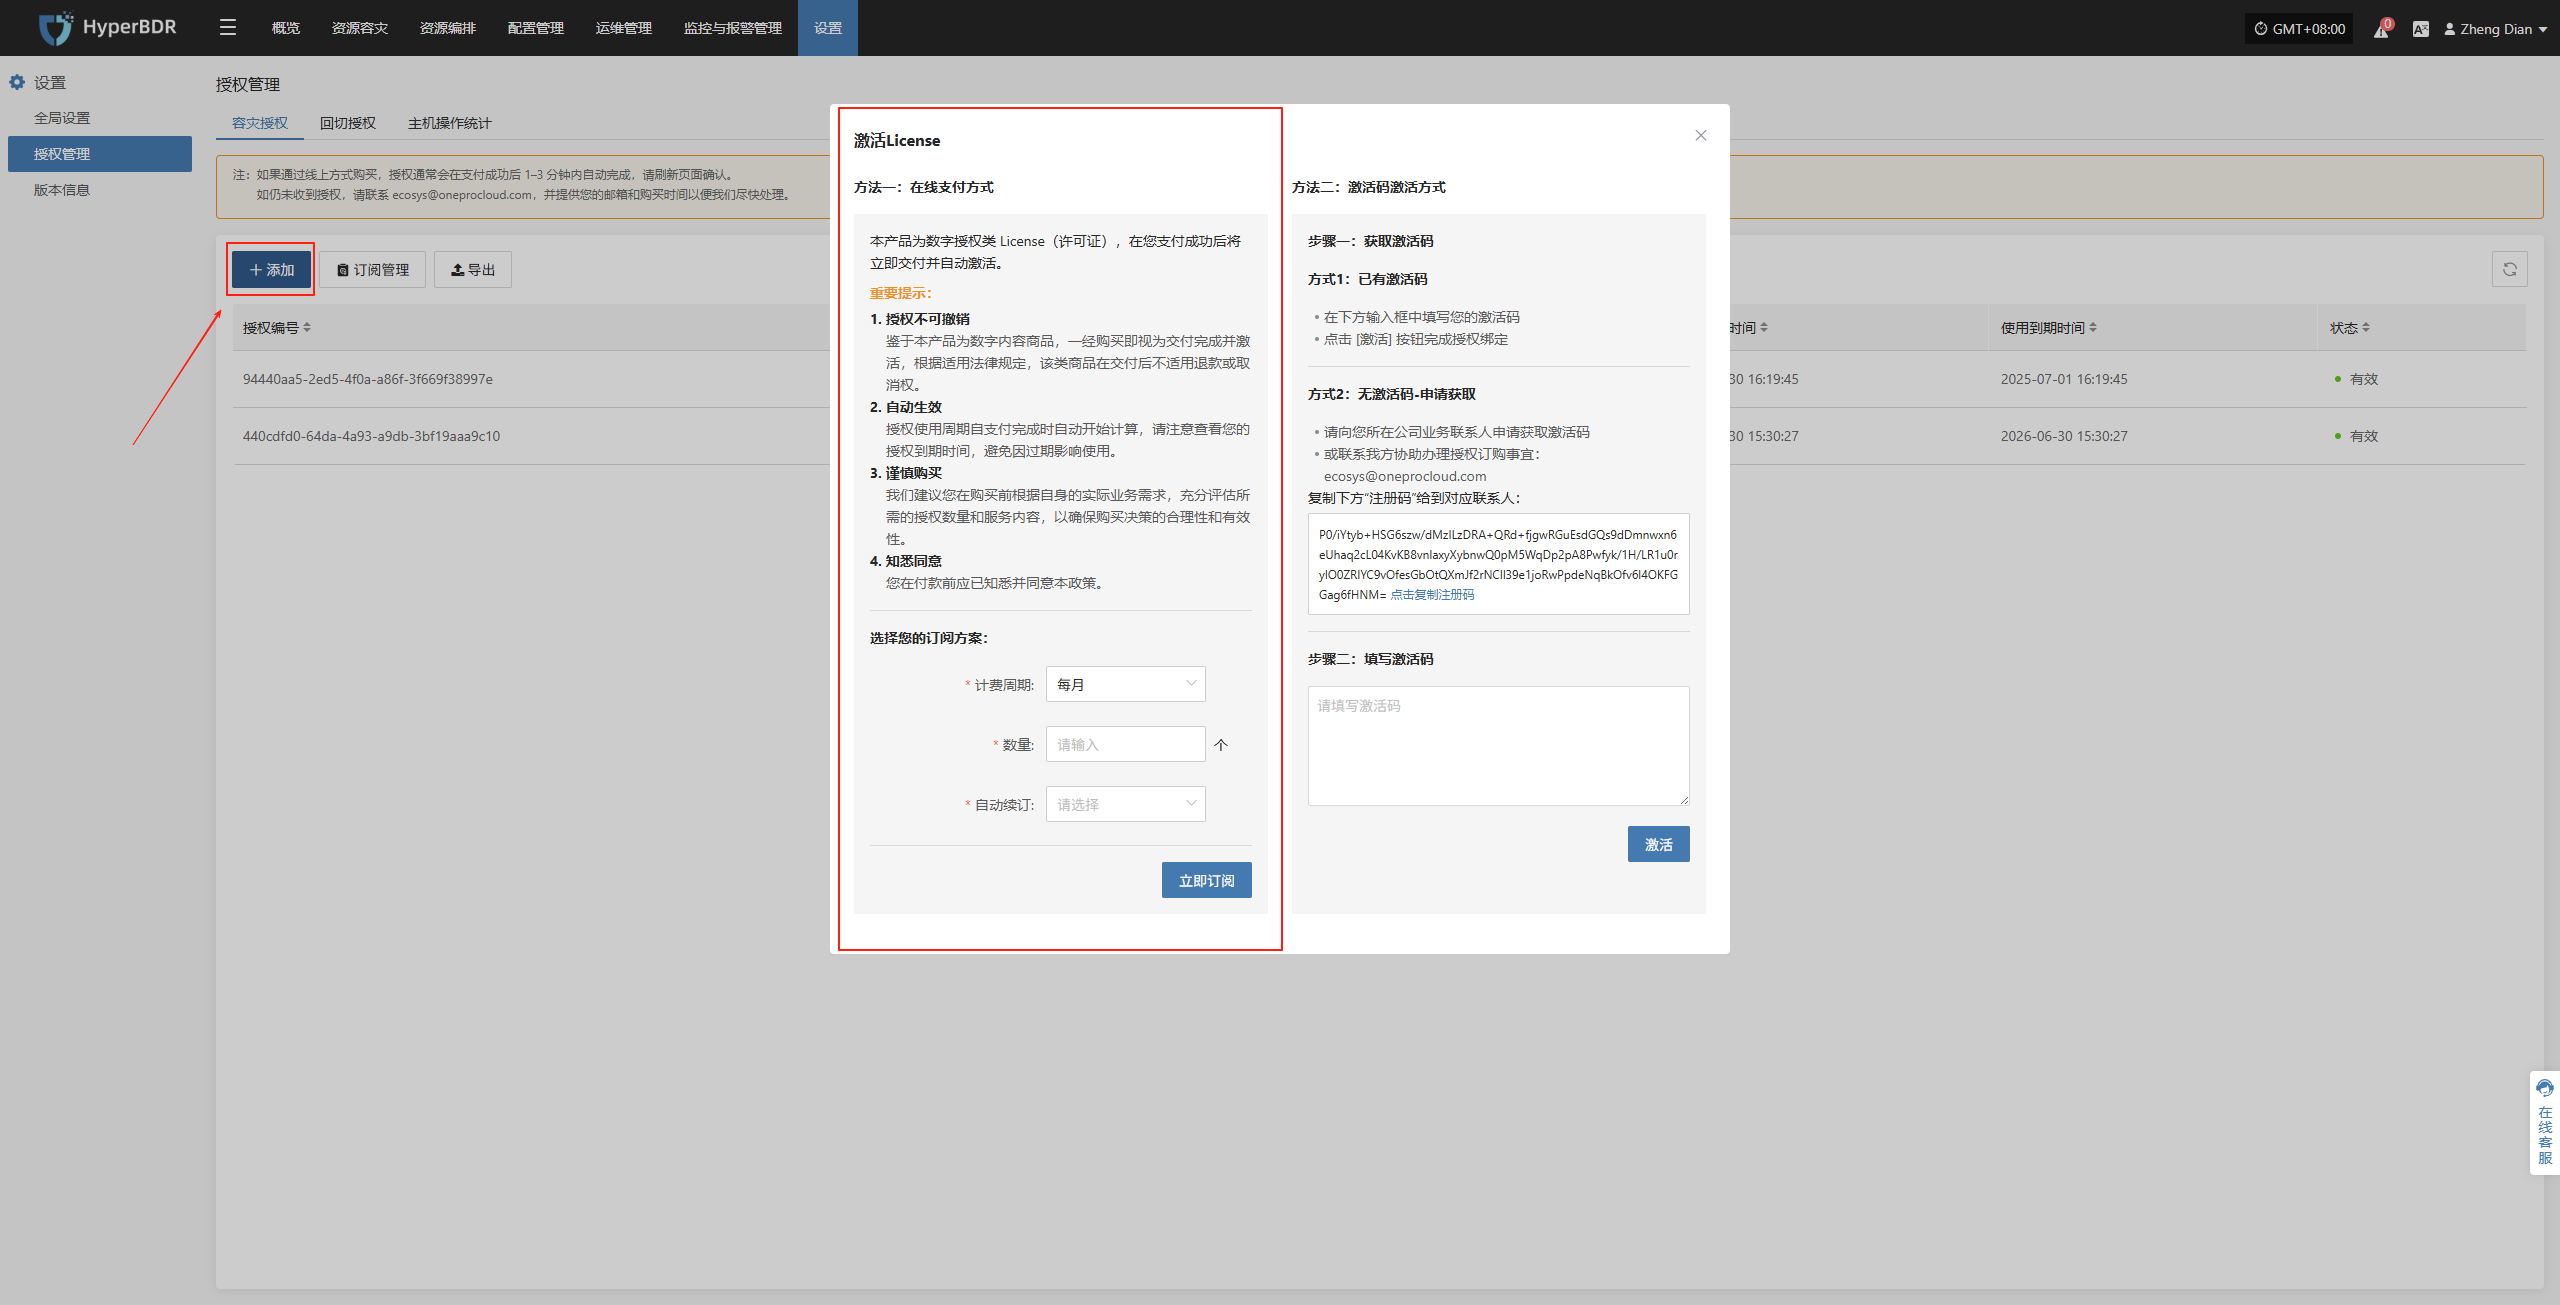 HyperBDR
概览
资源容灾
资源编排
配置管理
运维管理
监控与报警管理
设置
GMT+08:00
0
Zheng Dian
设置
全局设置
授权管理
版本信息
授权管理
容灾授权
回切授权
主机操作统计
注：如果通过线上方式购买，授权通常会在支付成功后 1-3 分钟内自动完成，请刷新页面确认。
如仍未收到授权，请联系 ecosys@oneprocloud.com，并提供您的邮箱和购买时间以便我们尽快处理。
添加
订阅管理
导出
授权编号
时间
使用到期时间
状态
94440aa5-2ed5-4f0a-a86f-3f669f38997e
30 16:19:45
2025-07-01 16:19:45
有效
440cdfd0-64da-4a93-a9db-3bf19aaa9c10
30 15:30:27
2026-06-30 15:30:27
有效
激活License
方法一：在线支付方式
本产品为数字授权类 License（许可证），在您支付成功后将
立即交付并自动激活。
重要提示：
1. 授权不可撤销
鉴于本产品为数字内容商品，一经购买即视为交付完成并激
活，根据适用法律规定，该类商品在交付后不适用退款或取
消权。
2. 自动生效
授权使用周期自支付完成时自动开始计算，请注意查看您的
授权到期时间，避免因过期影响使用。
3. 谨慎购买
我们建议您在购买前根据自身的实际业务需求，充分评估所
需的授权数量和服务内容，以确保购买决策的合理性和有效
性。
4. 知悉同意
您在付款前应已知悉并同意本政策。
选择您的订阅方案：
* 计费周期:
每月
* 数量:
请输入
个
* 自动续订:
请选择
立即订阅
方法二：激活码激活方式
步骤一：获取激活码
方式1：已有激活码
• 在下方输入框中填写您的激活码
• 点击 [激活] 按钮完成授权绑定
方式2：无激活码-申请获取
• 请向您所在公司业务联系人申请获取激活码
• 或联系我方协助办理授权订购事宜：
ecosys@oneprocloud.com
复制下方“注册码”给到对应联系人：
P0/iYtyb+HSG6szw/dMzILzDRA+QRd+fjgwRGuEsdGQs9dDmnwxn6
eUhaq2cL04KvKB8vnlaxyXybnwQ0pM5WqDp2pA8Pwfyk/1H/LR1u0r
yIO0ZRIYC9vOfesGbOtQXmJf2rNCII39e1joRwPpdeNqBkOfv6I4OKFG
Gag6fHNM= 点击复制注册码
步骤二：填写激活码
请填写激活码
激活
在
线
客
服